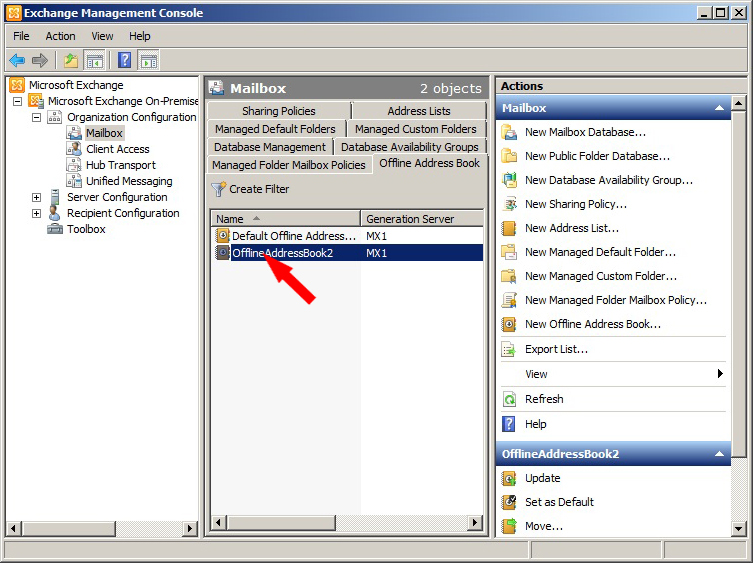 Exchange Management Console
File Action View Help
Microsoft Exchange
Microsoft Exchange On-Premise
Organization Configuration
Mailbox
Client Access
Hub Transport
Unified Messaging
Server Configuration
Recipient Configuration
Toolbox
Mailbox 2 objects
Sharing Policies Address Lists
Managed Default Folders Managed Custom Folders
Database Management Database Availability Groups
Managed Folder Mailbox Policies Offline Address Book
Create Filter
Name Generation Server
Default Offline Address... MX1
OfflineAddressBook2 MX1
Actions
Mailbox
New Mailbox Database...
New Public Folder Database...
New Database Availability Group...
New Sharing Policy...
New Address List...
New Managed Default Folder...
New Managed Custom Folder...
New Managed Folder Mailbox Policy...
New Offline Address Book...
Export List...
View
Refresh
Help
OfflineAddressBook2
Update
Set as Default
Move...